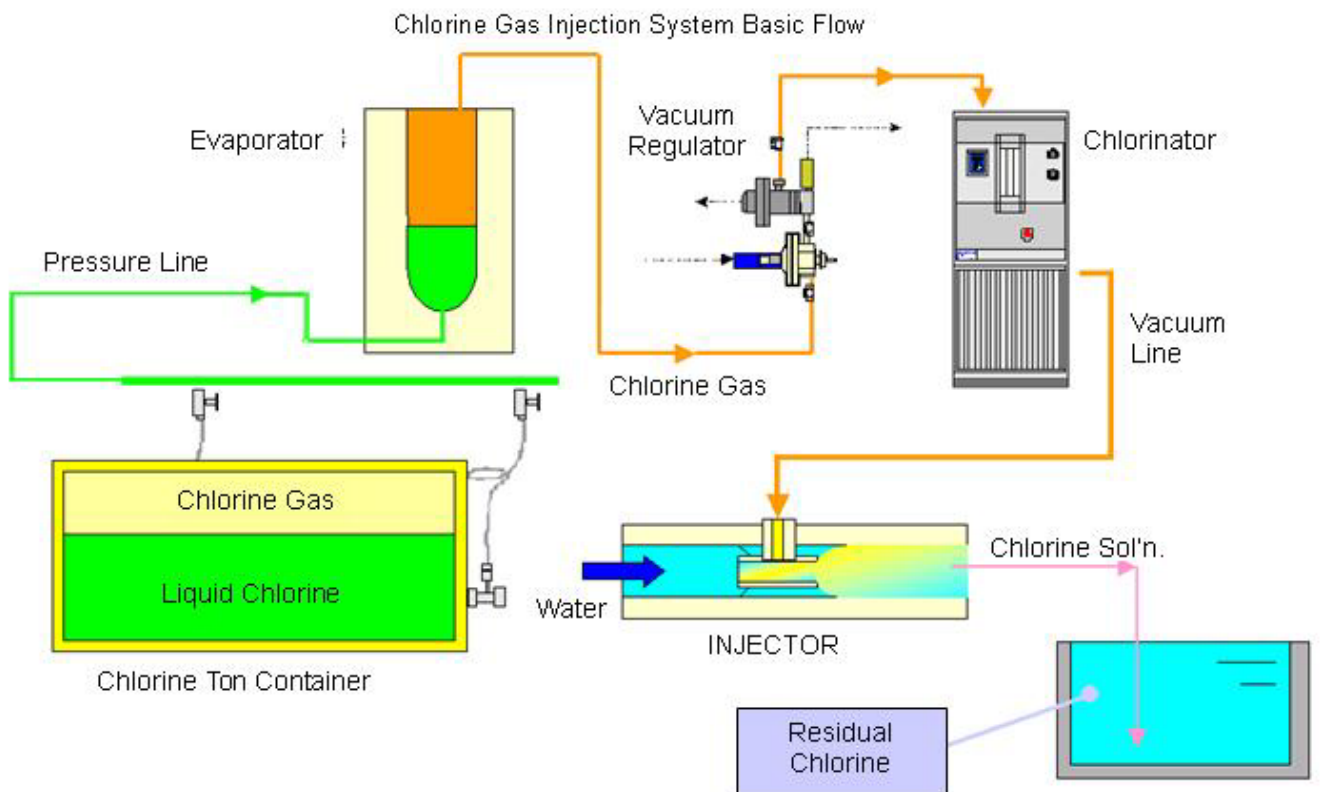 Chlorine Gas Injection System Basic Flow
Evaporator
Vacuum
Regulator
Chlorinator
Pressure Line
Vacuum
Line
Chlorine Gas
Chlorine Gas
Liquid Chlorine
Chlorine Ton Container
Water
INJECTOR
Chlorine Sol'n.
Residual
Chlorine